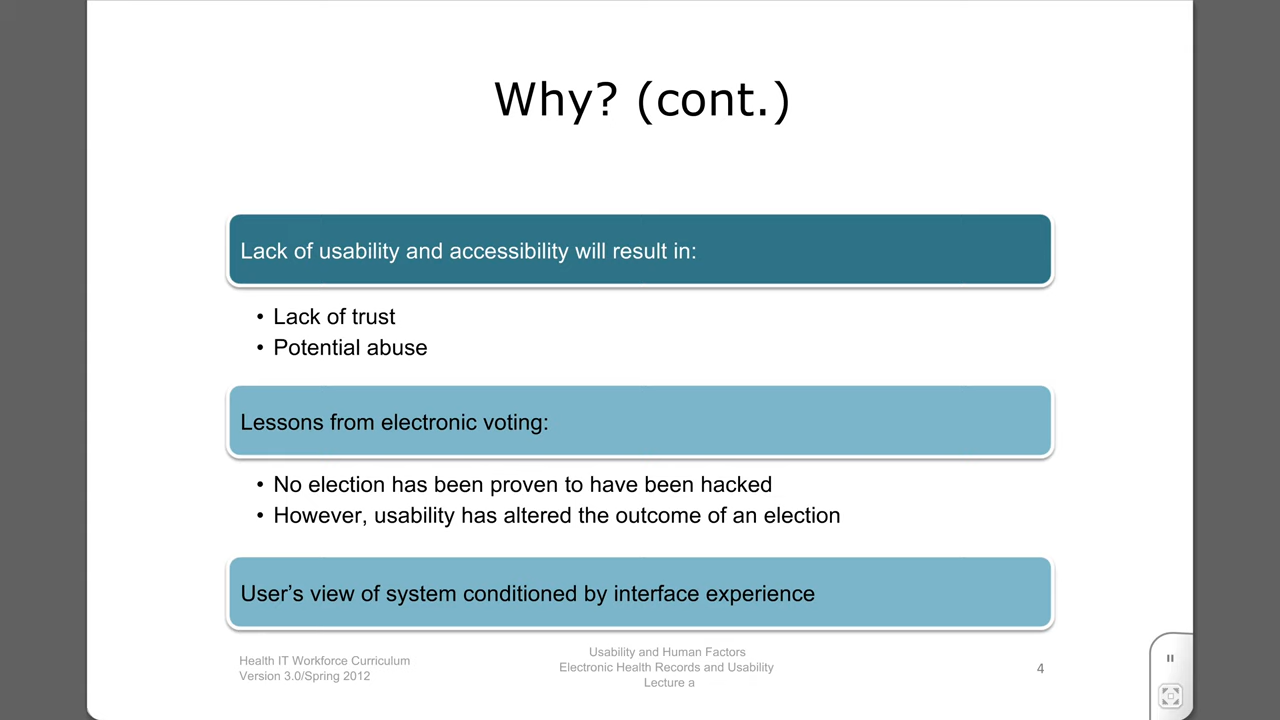 Why? (cont.)
Lack of usability and accessibility will result in:
• Lack of trust
• Potential abuse
Lessons from electronic voting:
• No election has been proven to have been hacked
• However, usability has altered the outcome of an election
User’s view of system conditioned by interface experience
Health IT Workforce Curriculum
Version 3.0/Spring 2012
Usability and Human Factors
Electronic Health Records and Usability
Lecture a
4